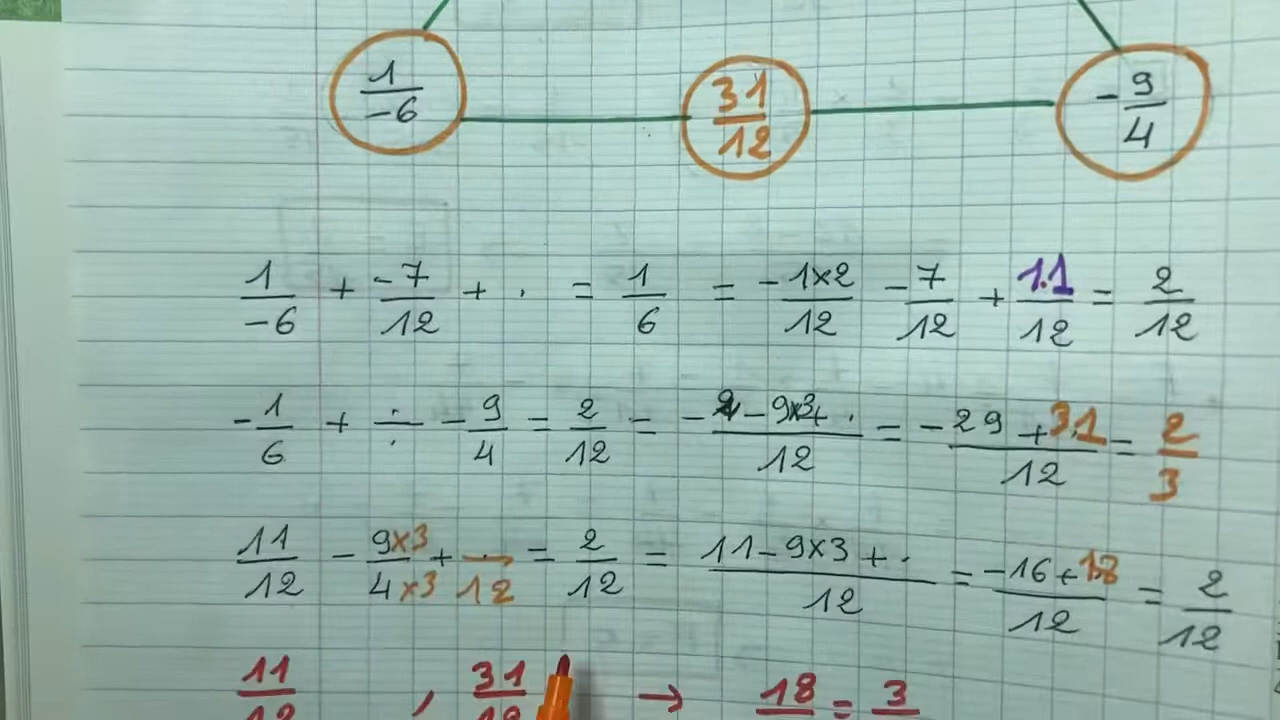 1/-6 31/12 -9/4
1/-6 + -7/12 + . = 1/6 = -1×2/12 - 7/12 + 11/12 = 2/12
-1/6 + ./. - 9/4 = 2/12 = -2-9×3+./12 = -29+31/12 = 2/3
11/12 - 9×3/4×3 + ./12 = 2/12 = 11-9×3+./12 = -16+18/12 = 2/12
11/12 , 31/12 → 18 = 3